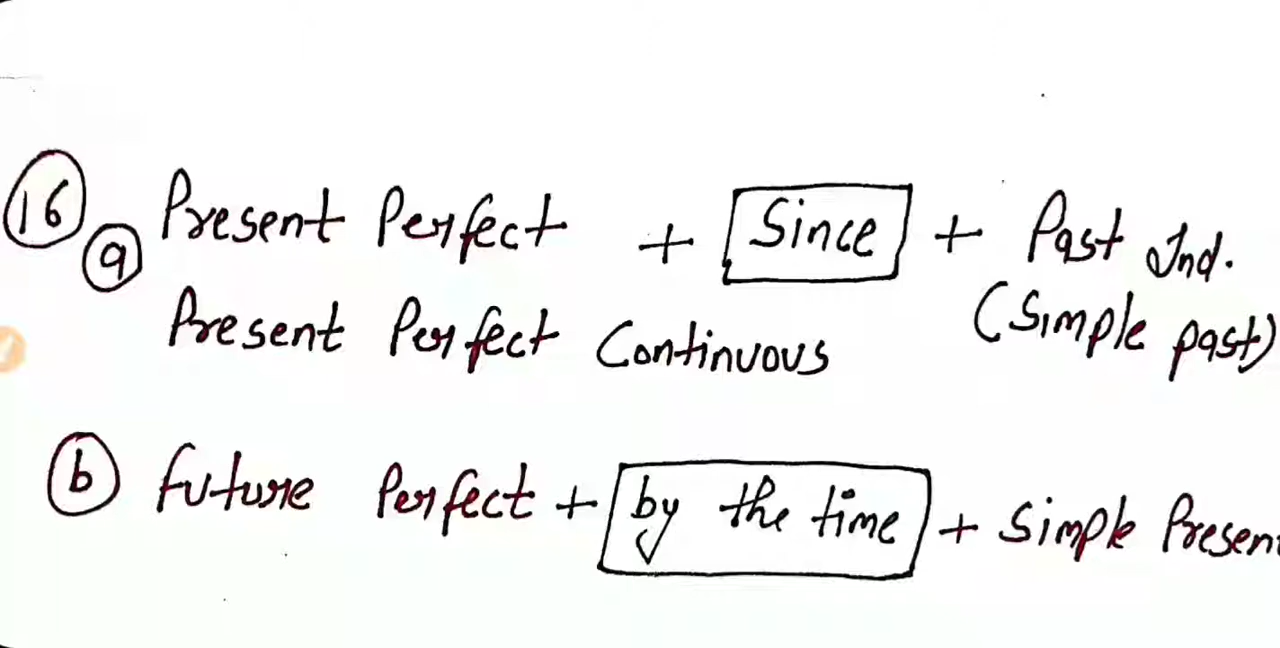 16 a Present Perfect + Since + Past Ind.
Present Perfect Continuous (Simple past)
b future Perfect + by the time + Simple Presen